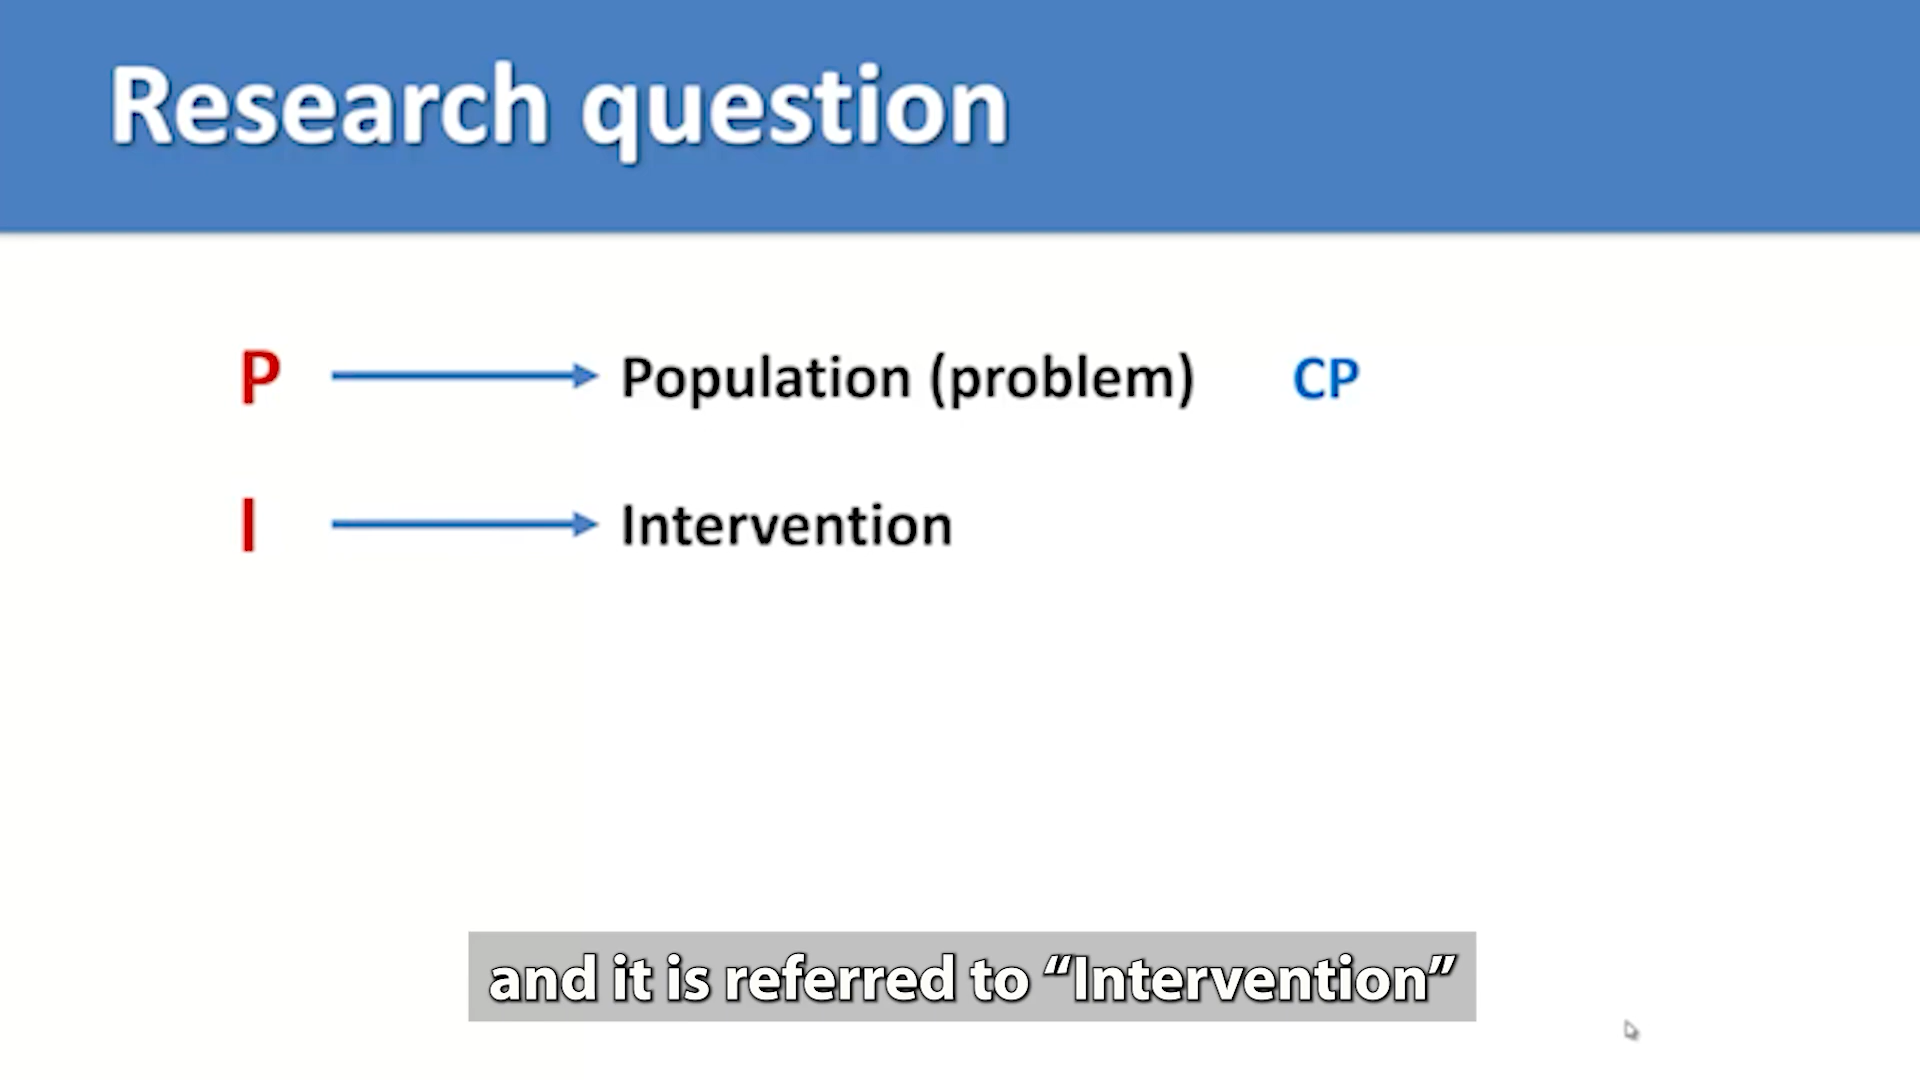 Research question
P Population (problem) CP
I Intervention
and it is referred to “Intervention”